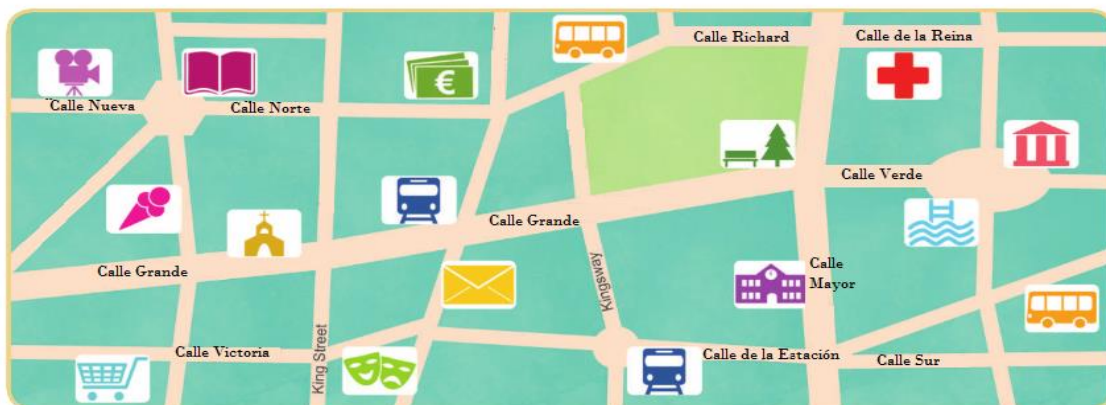 Calle Richard
Calle de la Reina
Calle Nueva
Calle Norte
€
Calle Verde
Calle Grande
Calle Grande
Kingsway
Calle
Mayor
Calle Victoria
King Street
Calle de la Estación
Calle Sur